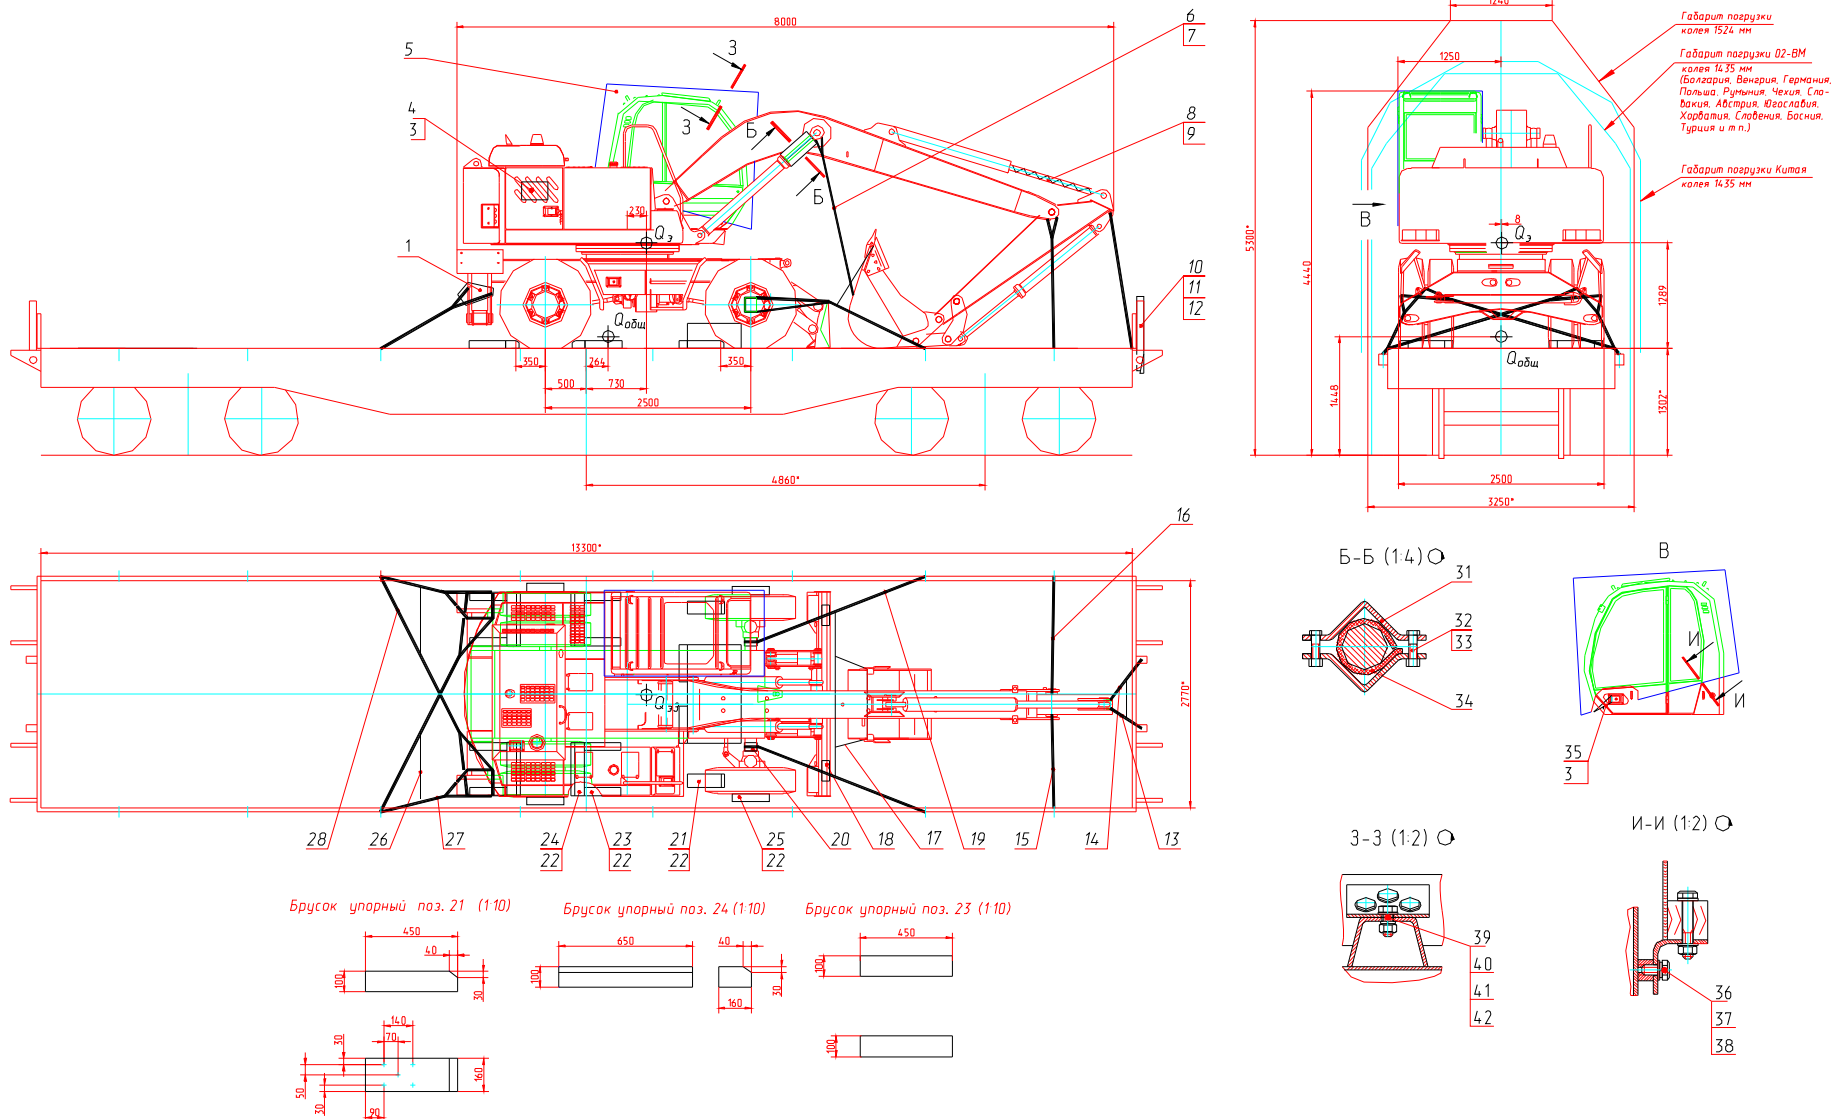 8000
5
З
З
4
3
Б
Б
6
7
8
9
230
Qэ
1
Qобщ
10
11
12
350
264
350
500
730
2500
4860*
1240
1250
Габарит погрузки
колея 1524 мм
Габарит погрузки 02-ВМ
колея 1435 мм
(Болгария, Венгрия, Германия,
Польша, Румыния, Чехия, Сло-
вакия, Австрия, Югославия,
Хорватия, Словения, Босния,
Турция и т.п.)
Габарит погрузки Китая
колея 1435 мм
В
8
Qэ
5300*
4440
1289
1448
1302*
Qобщ
2500
3250*
13300*
16
2770*
Qэз
28
26
27
24
22
23
22
21
22
25
22
20
18
17
19
15
14
13
Б-Б (1:4)
31
32
33
34
В
И
И
35
3
З-З (1:2)
39
40
41
42
И-И (1:2)
36
37
38
Брусок упорный поз. 21 (1:10)
450
40
100
30
140
70
30
50
30
90
160
Брусок упорный поз. 24 (1:10)
650
100
40
30
160
Брусок упорный поз. 23 (1:10)
450
100
100